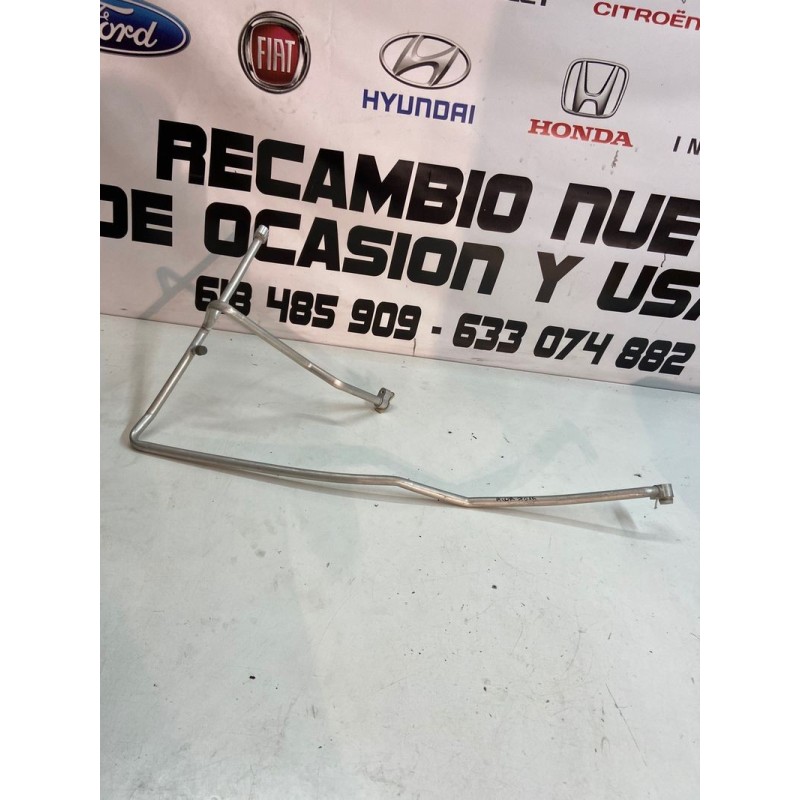 Ford
FIAT
HYUNDAI
HONDA
CITROËN
RECAMBIO NUE
DE OCASION Y USA
618 485 909 - 633 074 882